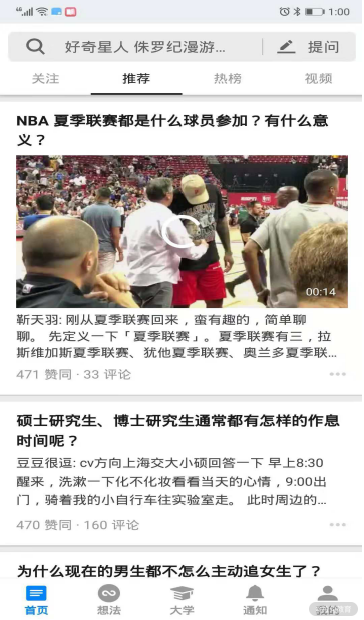 1:00
好奇星人 侏罗纪漫游...
提问
关注 推荐 热榜 视频
NBA 夏季联赛都是什么球员参加？有什么意
义？
00:14
靳天羽: 刚从夏季联赛回来，蛮有趣的，简单聊
聊。 先定义一下「夏季联赛」。夏季联赛有三，拉
斯维加斯夏季联赛、犹他夏季联赛、奥兰多夏季联...
471 赞同 · 33 评论
硕士研究生、博士研究生通常都有怎样的作息
时间呢？
豆豆很逗: cv方向上海交大小硕回答一下 早上8:30
醒来，洗漱一下化不化妆看看当天的心情，9:00出
门，骑着我的小自行车往实验室走。 此时周边的...
470 赞同 · 160 评论
为什么现在的男生都不怎么主动追女生了？
首页 想法 大学 通知 我的